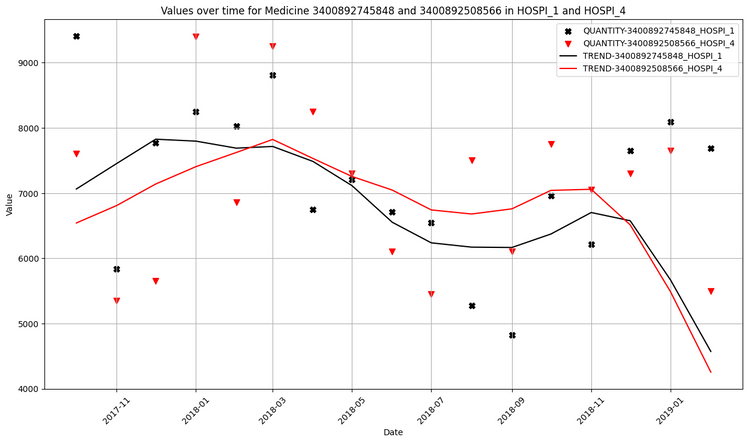 Values over time for Medicine 3400892745848 and 3400892508566 in HOSPI_1 and HOSPI_4
QUANTITY-3400892745848_HOSPI_1
QUANTITY-3400892508566_HOSPI_4
TREND-3400892745848_HOSPI_1
TREND-3400892508566_HOSPI_4
9000
8000
7000
6000
5000
4000
Value
2017-11
2018-01
2018-03
2018-05
2018-07
2018-09
2018-11
2019-01
Date